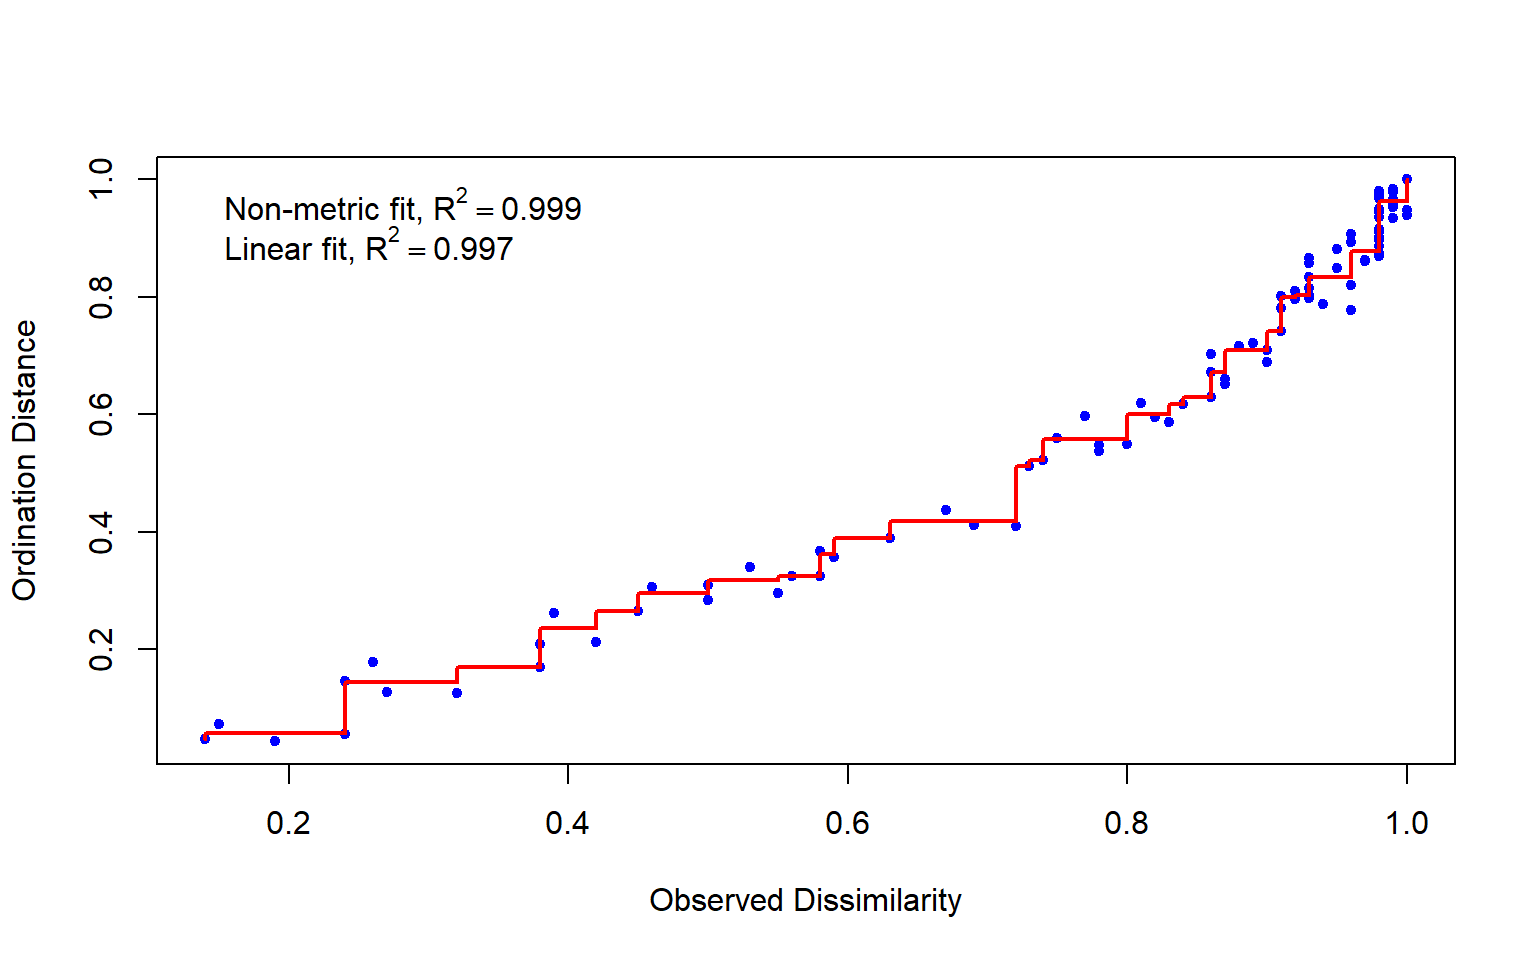 Non-metric fit, R² = 0.999
Linear fit, R² = 0.997
Ordination Distance
1.0
0.8
0.6
0.4
0.2
0.2 0.4 0.6 0.8 1.0
Observed Dissimilarity